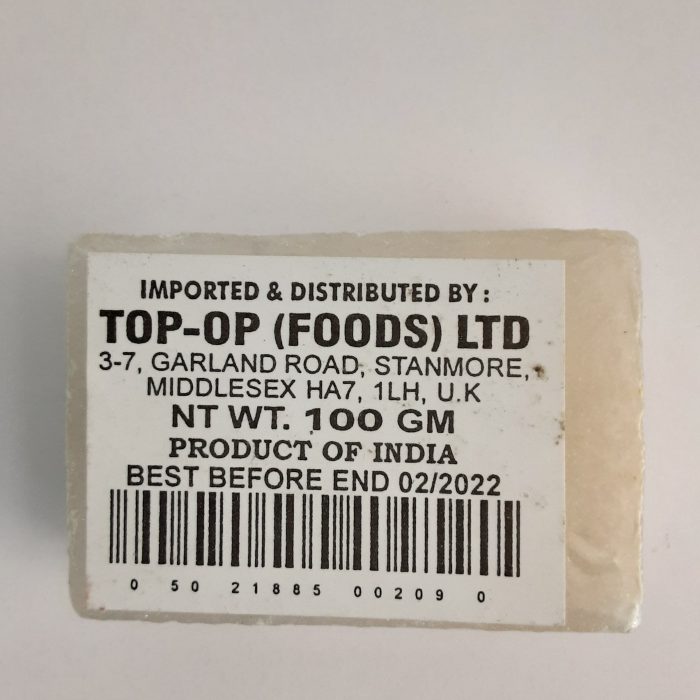 IMPORTED & DISTRIBUTED BY :
TOP-OP (FOODS) LTD
3-7, GARLAND ROAD, STANMORE,
MIDDLESEX HA7, 1LH, U.K
NT WT. 100 GM
PRODUCT OF INDIA
BEST BEFORE END 02/2022
0 50 21885 00209 0